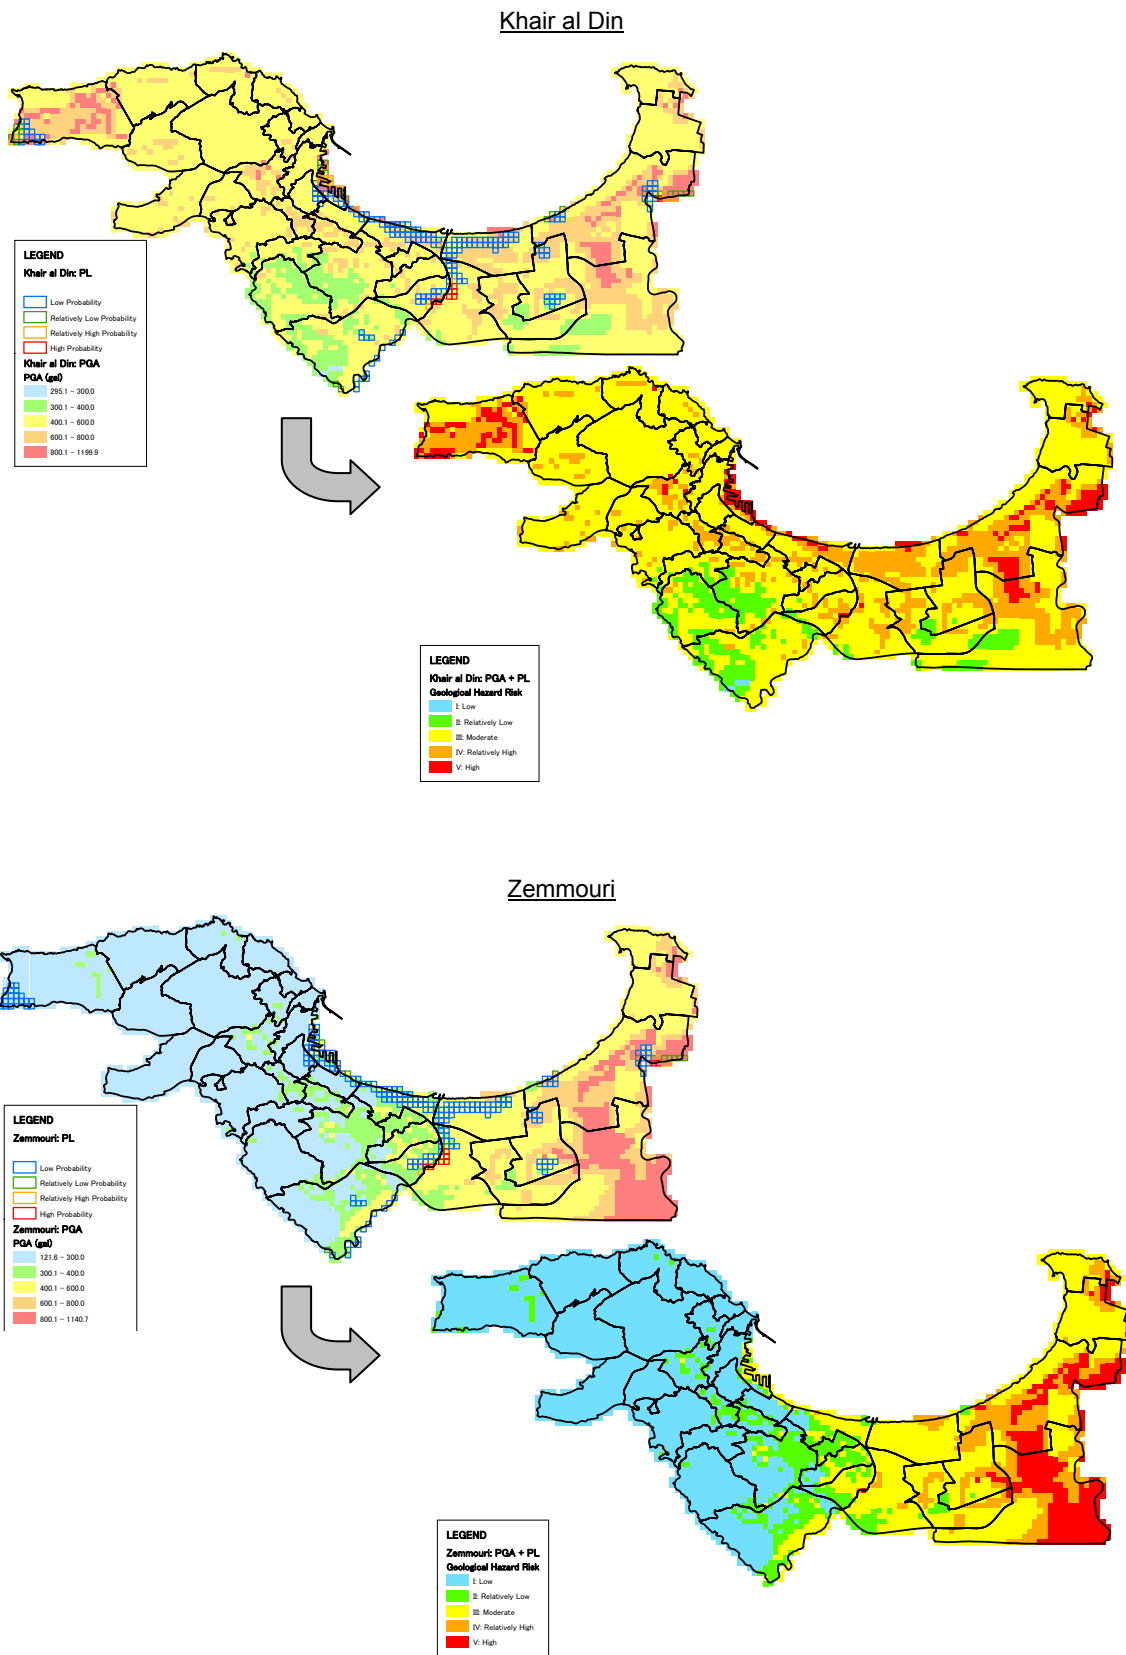 Khair al Din
LEGEND
Khair al Din: PL
Low Probability
Relatively Low Probability
Relatively High Probability
High Probability
Khair al Din: PGA
PGA (gal)
295.1 - 300.0
300.1 - 400.0
400.1 - 600.0
600.1 - 800.0
800.1 - 1199.9
LEGEND
Khair al Din: PGA + PL
Geological Hazard Risk
I: Low
II: Relatively Low
III: Moderate
IV: Relatively High
V: High
Zemmouri
LEGEND
Zemmouri: PL
Low Probability
Relatively Low Probability
Relatively High Probability
High Probability
Zemmouri: PGA
PGA (gal)
121.6 - 300.0
300.1 - 400.0
400.1 - 600.0
600.1 - 800.0
800.1 - 1140.7
LEGEND
Zemmouri: PGA + PL
Geological Hazard Risk
I: Low
II: Relatively Low
III: Moderate
IV: Relatively High
V: High